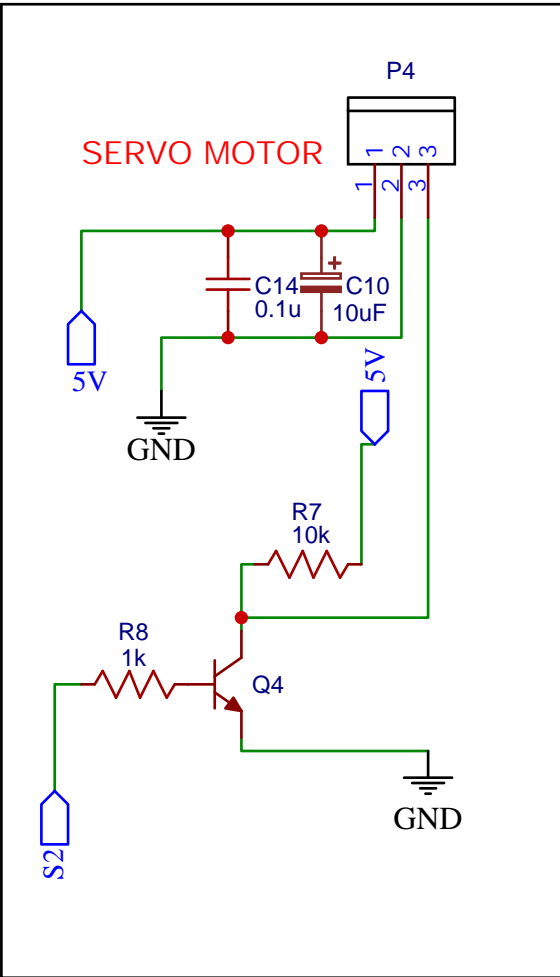 P4
SERVO MOTOR
1 2 3
1 2 3
C14
0.1u
C10
10uF
5V
5V
GND
R7
10k
R8
1k
Q4
GND
S2